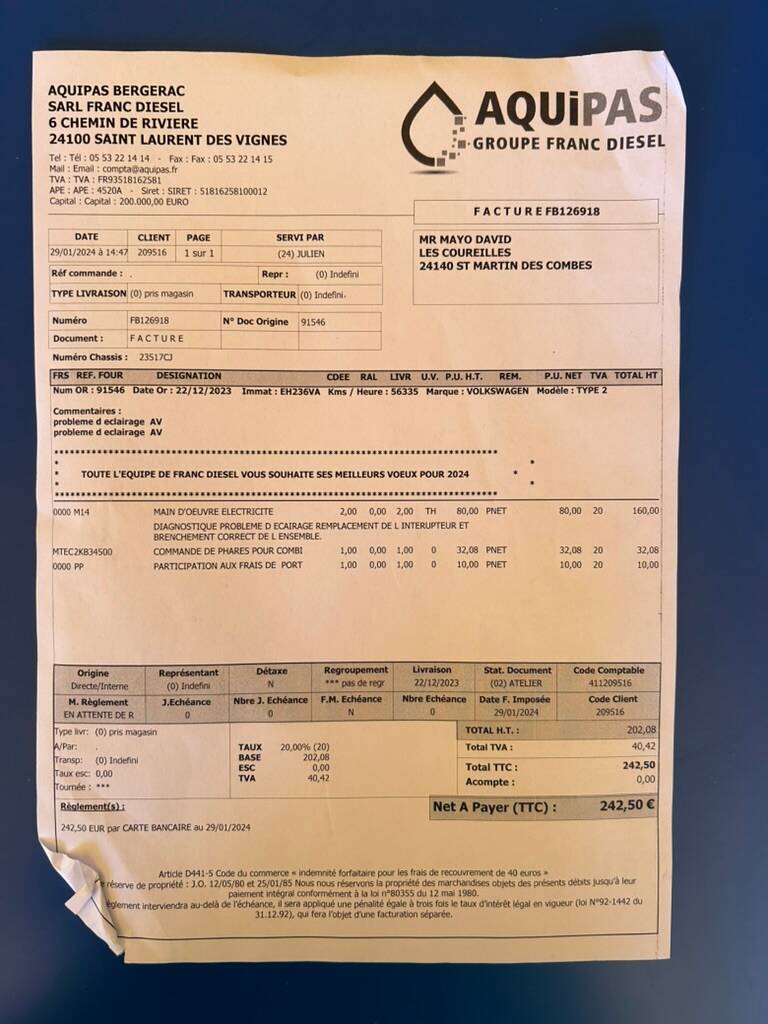 AQUIPAS BERGERAC
SARL FRANC DIESEL
6 CHEMIN DE RIVIERE
24100 SAINT LAURENT DES VIGNES
Tel : Tél : 05 53 22 14 14 - Fax : Fax : 05 53 22 14 15
Mail : Email : compta@aquipas.fr
TVA : TVA : FR93518162581
APE : APE : 4520A - Siret : SIRET : 51816258100012
Capital : Capital : 200.000,00 EURO
AQUiPAS
GROUPE FRANC DIESEL
F A C T U R E FB126918
DATE CLIENT PAGE SERVI PAR
29/01/2024 à 14:47 209516 1 sur 1 (24) JULIEN
Réf commande : . Repr : (0) Indefini
TYPE LIVRAISON (0) pris magasin TRANSPORTEUR (0) Indefini.
MR MAYO DAVID
LES COUREILLES
24140 ST MARTIN DES COMBES
Numéro FB126918 N° Doc Origine 91546
Document : F A C T U R E
Numéro Chassis : 23517CJ
FRS REF. FOUR DESIGNATION CDEE RAL LIVR U.V. P.U. H.T. REM. P.U. NET TVA TOTAL HT
Num OR : 91546 Date Or : 22/12/2023 Immat : EH236VA Kms / Heure : 56335 Marque : VOLKSWAGEN Modèle : TYPE 2
Commentaires :
probleme d eclairage AV
probleme d eclairage AV
* TOUTE L'EQUIPE DE FRANC DIESEL VOUS SOUHAITE SES MEILLEURS VOEUX POUR 2024 *
0000 M14 MAIN D'OEUVRE ELECTRICITE 2,00 0,00 2,00 TH 80,00 PNET 80,00 20 160,00
DIAGNOSTIQUE PROBLEME D ECAIRAGE REMPLACEMENT DE L INTERUPTEUR ET
BRENCHEMENT CORRECT DE L ENSEMBLE.
MTEC2KB34500 COMMANDE DE PHARES POUR COMBI 1,00 0,00 1,00 0 32,08 PNET 32,08 20 32,08
0000 PP PARTICIPATION AUX FRAIS DE PORT 1,00 0,00 1,00 0 10,00 PNET 10,00 20 10,00
Origine Représentant Détaxe Regroupement Livraison Stat. Document Code Comptable
Directe/Interne (0) Indefini N *** pas de regr 22/12/2023 (02) ATELIER 411209516
M. Règlement J.Echéance Nbre J. Echéance F.M. Echéance Nbre Echéance Date F. Imposée Code Client
EN ATTENTE DE R 0 0 N 0 29/01/2024 209516
Type livr: (0) pris magasin
A/Par: .
Transp: (0) Indefini
Taux esc: 0,00
Tournée : ***
TAUX 20,00% (20)
BASE 202,08
ESC 0,00
TVA 40,42
TOTAL H.T. : 202,08
Total TVA : 40,42
Total TTC : 242,50
Acompte : 0,00
Net A Payer (TTC) : 242,50 €
Règlement(s) :
242,50 EUR par CARTE BANCAIRE au 29/01/2024
Article D441-5 Code du commerce « indemnité forfaitaire pour les frais de recouvrement de 40 euros »
réserve de propriété : J.O. 12/05/80 et 25/01/85 Nous nous réservons la propriété des marchandises objets des présents débits jusqu'à leur
paiement intégral conformément à la loi n°80355 du 12 mai 1980.
èglement interviendra au-delà de l'échéance, il sera appliqué une pénalité égale à trois fois le taux d'intérêt légal en vigueur (loi N°92-1442 du
31.12.92), qui fera l'objet d'une facturation séparée.